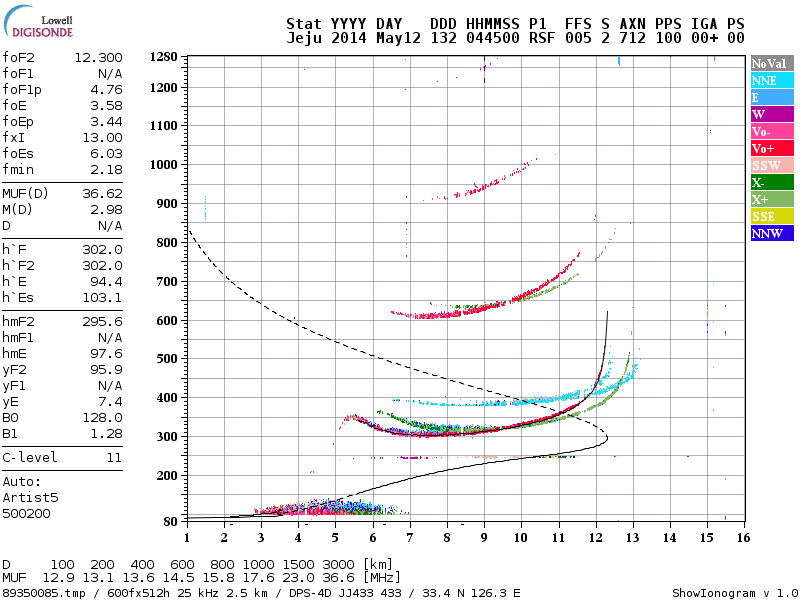 Lowell
DIGISONDE
Stat YYYY DAY DDD HHMMSS P1 FFS S AXN PPS IGA PS
Jeju 2014 May12 132 044500 RSF 005 2 712 100 00+ 00
foF2 12.300
foF1 N/A
foF1p 4.76
foE 3.58
foEp 3.44
fxI 13.00
foEs 6.03
fmin 2.18
MUF(D) 36.62
M(D) 2.98
D N/A
h`F 302.0
h`F2 302.0
h`E 94.4
h`Es 103.1
hmF2 295.6
hmF1 N/A
hmE 97.6
yF2 95.9
yF1 N/A
yE 7.4
B0 128.0
B1 1.28
C-level 11
Auto:
Artist5
500200
1280
1200
1100
1000
900
800
700
600
500
400
300
200
80
1 2 3 4 5 6 7 8 9 10 11 12 13 14 15 16
NoVal
NNE
E
W
Vo-
Vo+
SSW
X-
X+
SSE
NNW
D 100 200 400 600 800 1000 1500 3000 [km]
MUF 12.9 13.1 13.6 14.5 15.8 17.6 23.0 36.6 [MHz]
89350085.tmp / 600fx512h 25 kHz 2.5 km / DPS-4D JJ433 433 / 33.4 N 126.3 E
ShowIonogram v 1.0